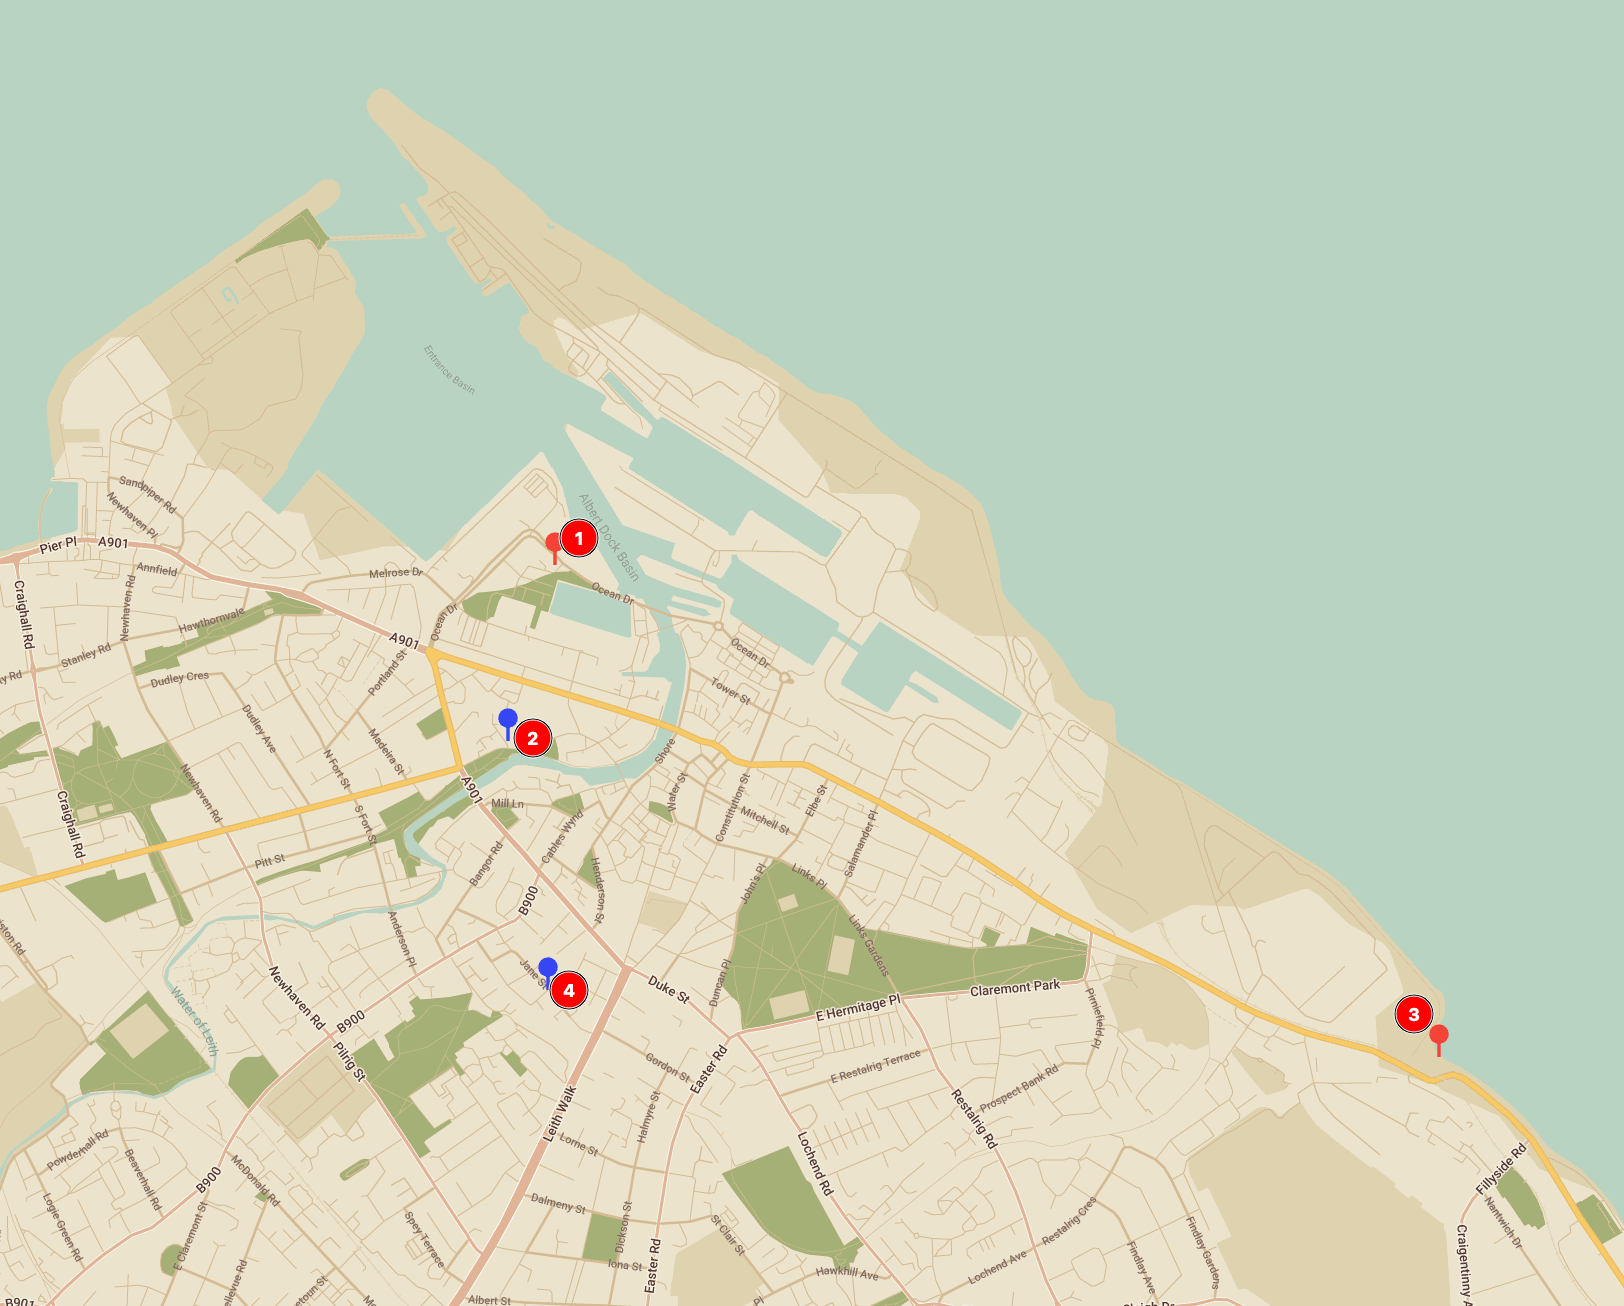 Entrance Basin
Sandpiper Rd
Newhaven Pl
Albert Dock Basin
1
Pier Pl
A901
Annfield
Melrose Dr
Craighall Rd
Newhaven Rd
Hawthornvale
Ocean Dr
Ocean Dr
A901
Stanley Rd
Ocean Dr
Portland St
Dudley Cres
Tower St
Dudley Ave
Madeira St
2
N Fort St
Shore
Newhaven Rd
Craighall Rd
A901
Mill Ln
Water St
Constitution St
Elbe St
Mitchell St
S Fort St
Cables Wynd
Salamander Pl
Pitt St
Bangor Rd
Henderson St
John's Pl
Links Pl
B900
Anderson Pl
Links Gardens
Jane St
4
Newhaven Rd
Duke St
Duncan Pl
Claremont Park
E Hermitage Pl
Water of Leith
B900
Pirniefield Pl
3
Pilrig St
Gordon St
Easter Rd
E Restalrig Terrace
Prospect Bank Rd
Leith Walk
Halmyre St
Restalrig Rd
Lorne St
Powderhall Rd
Beaverhall Rd
McDonald Rd
B900
Lochend Rd
Fillyside Rd
Dalmeny St
Logie Green Rd
E Claremont St
Spey Terrace
Dickson St
St Clair St
Restalrig Cres
Nantwich Dr
Findlay Gardens
Findlay Ave
Easter Rd
Iona St
Hawkhill Ave
Lochend Ave
Craigentinny A
ellevue Rd
etoun St
Albert St
B901
Pl